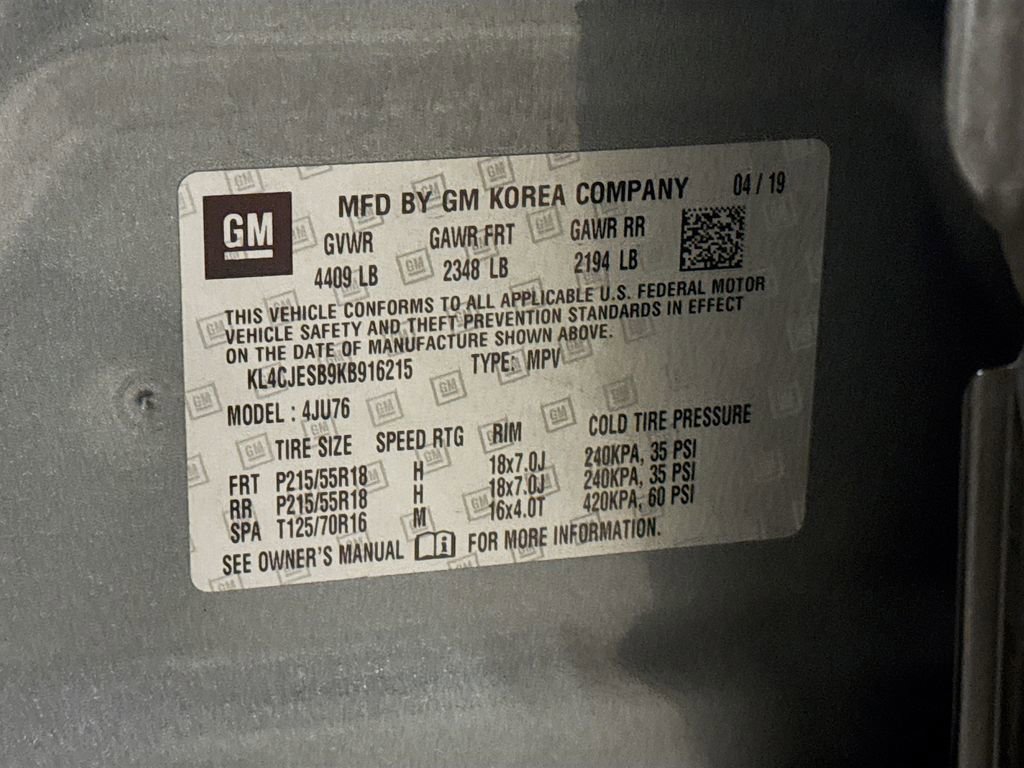 GM
MFD BY GM KOREA COMPANY 04 / 19
GVWR GAWR FRT GAWR RR
4409 LB 2348 LB 2194 LB
THIS VEHICLE CONFORMS TO ALL APPLICABLE U.S. FEDERAL MOTOR
VEHICLE SAFETY AND THEFT PREVENTION STANDARDS IN EFFECT
ON THE DATE OF MANUFACTURE SHOWN ABOVE.
KL4CJESB9KB916215 TYPE: MPV
MODEL : 4JU76
TIRE SIZE SPEED RTG RIM COLD TIRE PRESSURE
FRT P215/55R18 H 18x7.0J 240KPA, 35 PSI
RR P215/55R18 H 18x7.0J 240KPA, 35 PSI
SPA T125/70R16 M 16x4.0T 420KPA, 60 PSI
SEE OWNER'S MANUAL i FOR MORE INFORMATION.